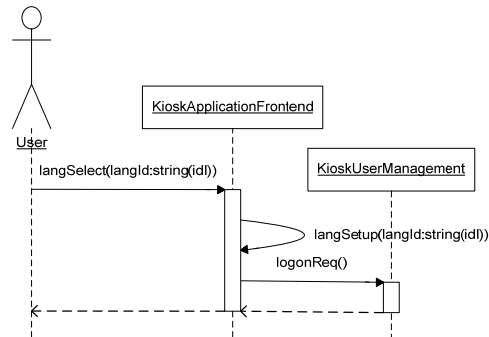 KioskApplicationFrontend
User
KioskUserManagement
langSelect(langId:string(idl))
langSetup(langId:string(idl))
logonReq()